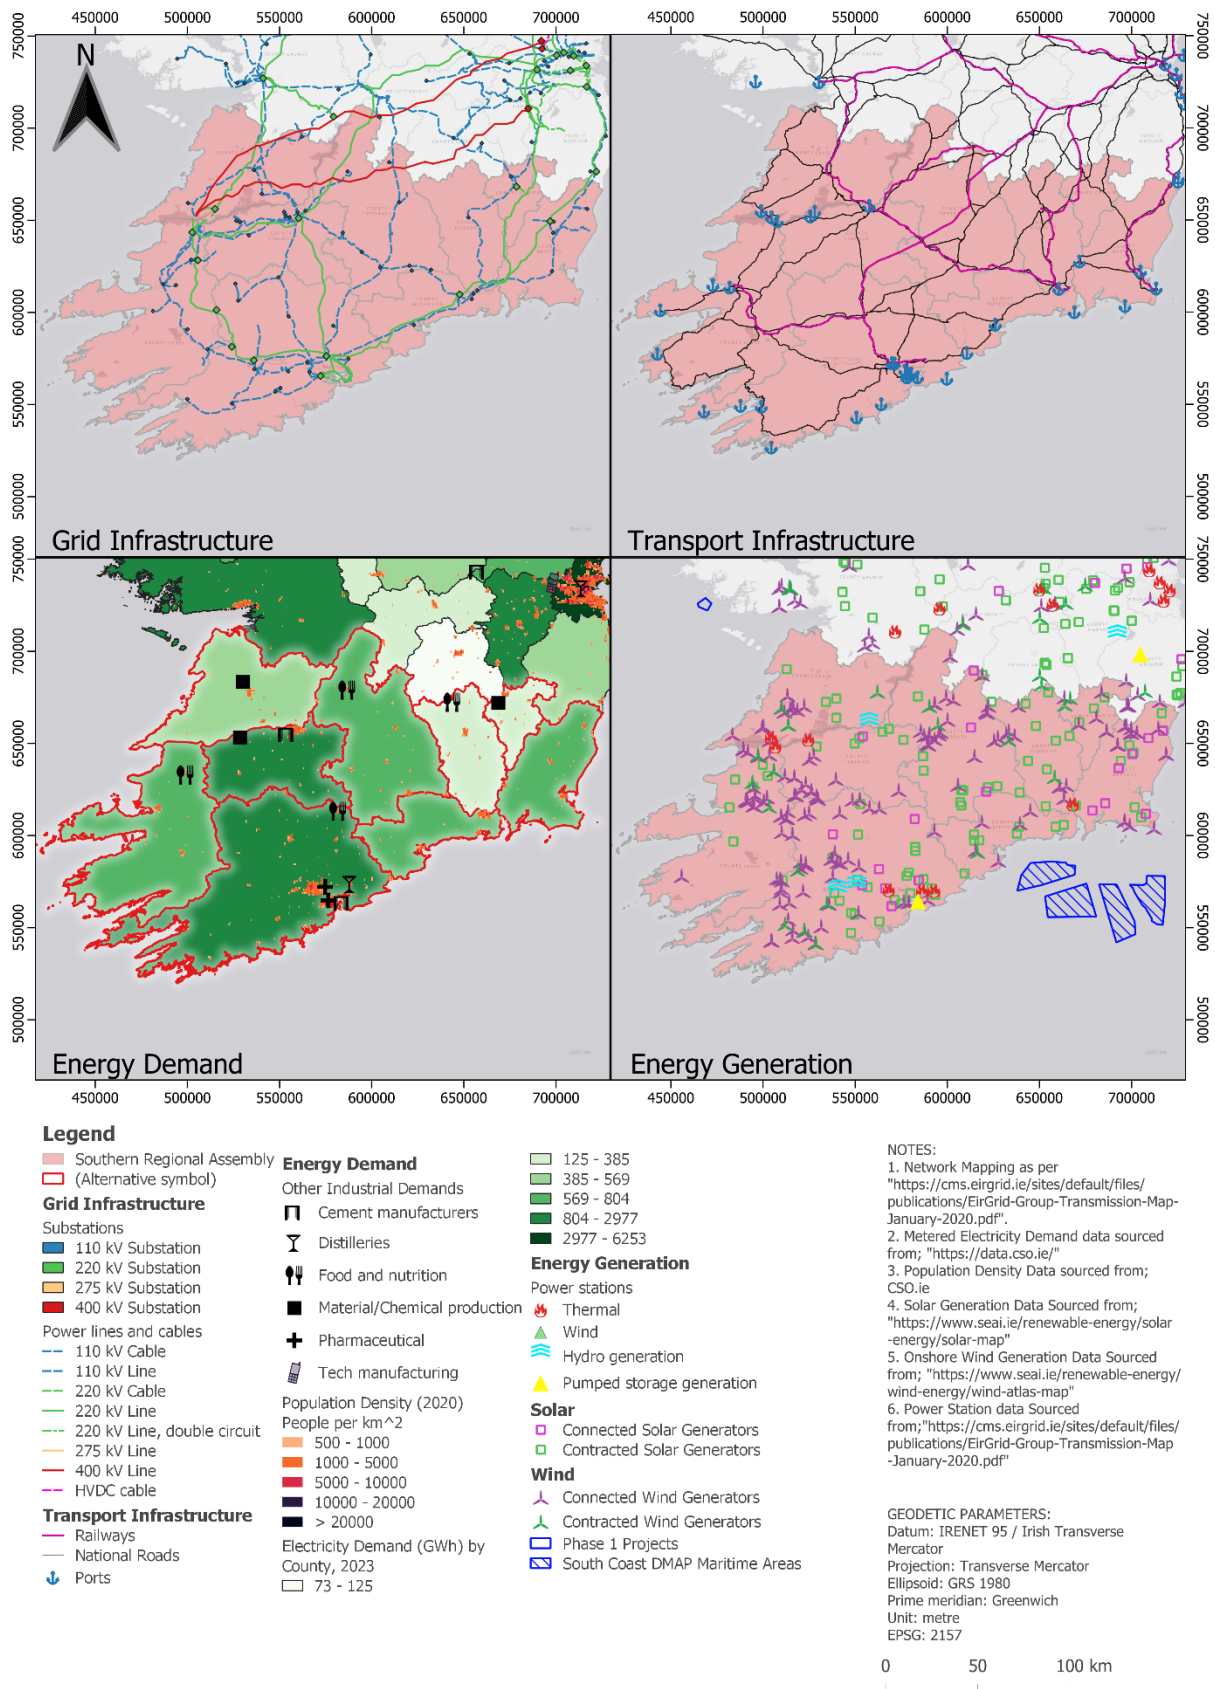 450000 500000 550000 600000 650000 700000
450000 500000 550000 600000 650000 700000
750000
700000
650000
600000
550000
500000
N
Grid Infrastructure
Transport Infrastructure
750000
700000
650000
600000
550000
500000
750000
700000
650000
600000
550000
500000
Energy Demand
Energy Generation
750000
700000
650000
600000
550000
500000
450000 500000 550000 600000 650000 700000
450000 500000 550000 600000 650000 700000
Legend
Southern Regional Assembly
(Alternative symbol)
Grid Infrastructure
Substations
110 kV Substation
220 kV Substation
275 kV Substation
400 kV Substation
Power lines and cables
110 kV Cable
110 kV Line
220 kV Cable
220 kV Line
220 kV Line, double circuit
275 kV Line
400 kV Line
HVDC cable
Transport Infrastructure
Railways
National Roads
Ports
Energy Demand
Other Industrial Demands
Cement manufacturers
Distilleries
Food and nutrition
Material/Chemical production
Pharmaceutical
Tech manufacturing
Population Density (2020)
People per km^2
500 - 1000
1000 - 5000
5000 - 10000
10000 - 20000
> 20000
Electricity Demand (GWh) by
County, 2023
73 - 125
125 - 385
385 - 569
569 - 804
804 - 2977
2977 - 6253
Energy Generation
Power stations
Thermal
Wind
Hydro generation
Pumped storage generation
Solar
Connected Solar Generators
Contracted Solar Generators
Wind
Connected Wind Generators
Contracted Wind Generators
Phase 1 Projects
South Coast DMAP Maritime Areas
NOTES:
1. Network Mapping as per
"https://cms.eirgrid.ie/sites/default/files/
publications/EirGrid-Group-Transmission-Map-
January-2020.pdf".
2. Metered Electricity Demand data sourced
from; "https://data.cso.ie/"
3. Population Density Data sourced from;
CSO.ie
4. Solar Generation Data Sourced from;
"https://www.seai.ie/renewable-energy/solar
-energy/solar-map"
5. Onshore Wind Generation Data Sourced
from; "https://www.seai.ie/renewable-energy/
wind-energy/wind-atlas-map"
6. Power Station data Sourced
from;"https://cms.eirgrid.ie/sites/default/files/
publications/EirGrid-Group-Transmission-Map
-January-2020.pdf"
GEODETIC PARAMETERS:
Datum: IRENET 95 / Irish Transverse
Mercator
Projection: Transverse Mercator
Ellipsoid: GRS 1980
Prime meridian: Greenwich
Unit: metre
EPSG: 2157
0 50 100 km